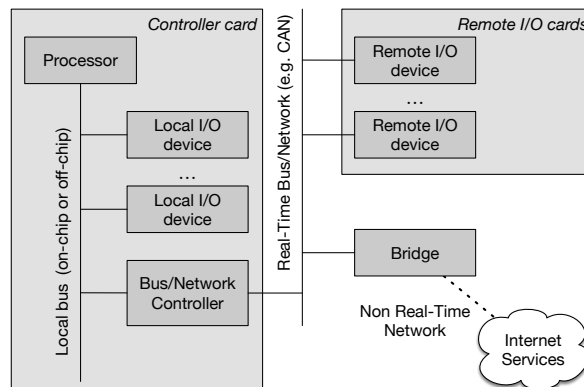 Controller card
Processor
Local I/O
device
...
Local I/O
device
Bus/Network
Controller
Local bus (on-chip or off-chip)
Real-Time Bus/Network (e.g. CAN)
Remote I/O cards
Remote I/O
device
...
Remote I/O
device
Bridge
Non Real-Time
Network
Internet
Services